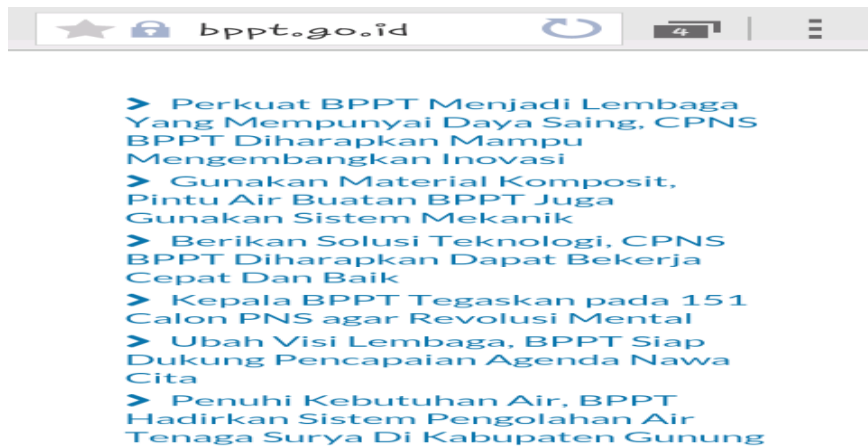 bppt.go.id
4
> Perkuat BPPT Menjadi Lembaga
Yang Mempunyai Daya Saing, CPNS
BPPT Diharapkan Mampu
Mengembangkan Inovasi
> Gunakan Material Komposit,
Pintu Air Buatan BPPT Juga
Gunakan Sistem Mekanik
> Berikan Solusi Teknologi, CPNS
BPPT Diharapkan Dapat Bekerja
Cepat Dan Baik
> Kepala BPPT Tegaskan pada 151
Calon PNS agar Revolusi Mental
> Ubah Visi Lembaga, BPPT Siap
Dukung Pencapaian Agenda Nawa
Cita
> Penuhi Kebutuhan Air, BPPT
Hadirkan Sistem Pengolahan Air
Tenaga Surya Di Kabupaten Gunung